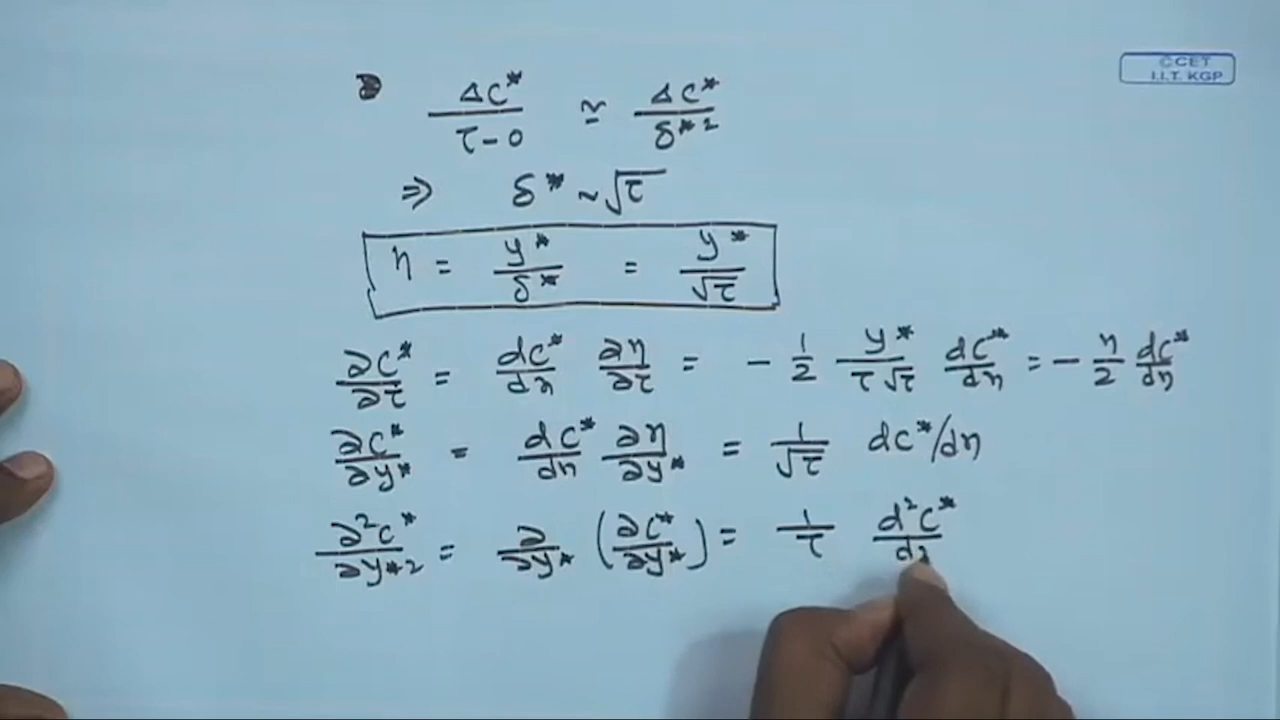 ©CET
I.I.T. KGP
ΔC*/(τ-0) ≈ ΔC*/δ*²
⇒ δ* ~ √τ
η = y*/δ* = y*/√τ
∂C*/∂τ = dC*/dη ∂η/∂τ = - 1/2 y*/(τ√τ) dC*/dη = - η/2 dC*/dη
∂C*/∂y* = dC*/dη ∂η/∂y* = 1/√τ dC*/dη
∂²C*/∂y*² = ∂/∂y* (∂C*/∂y*) = 1/τ d²C*/dη